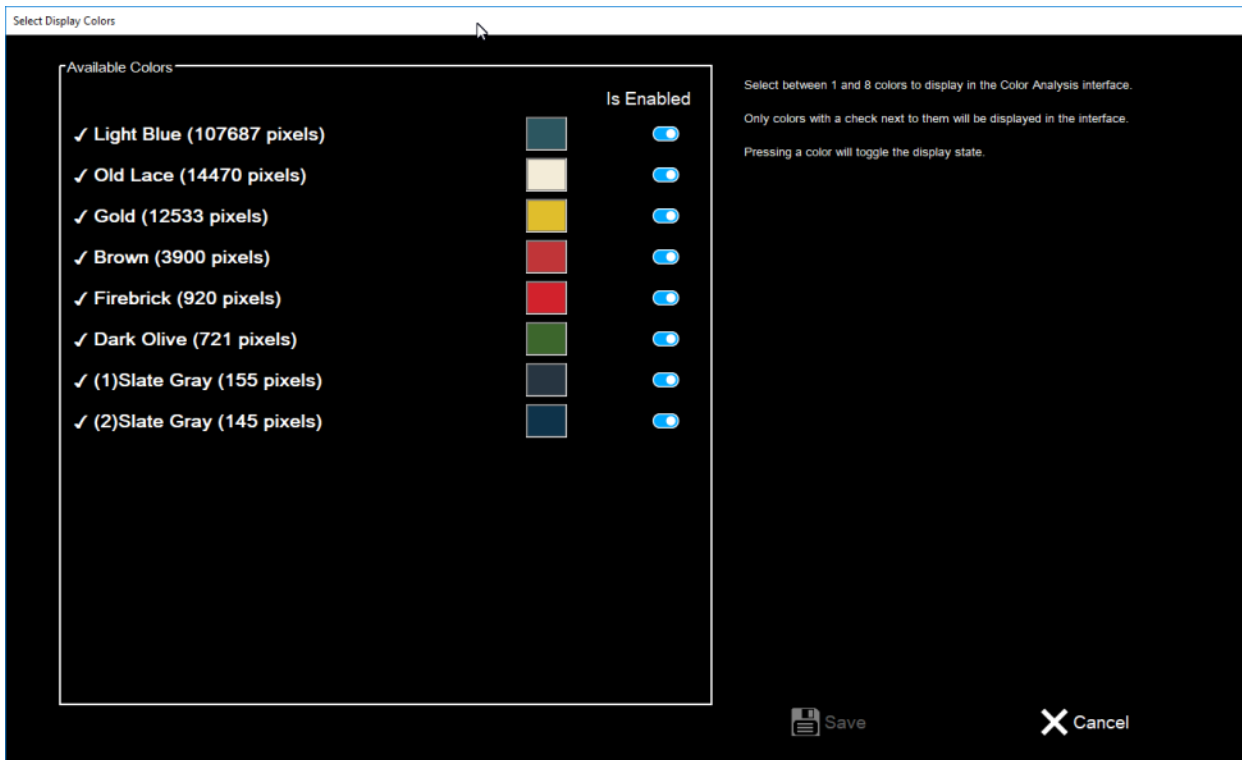 Select Display Colors
Available Colors
Is Enabled
✓ Light Blue (107687 pixels)
✓ Old Lace (14470 pixels)
✓ Gold (12533 pixels)
✓ Brown (3900 pixels)
✓ Firebrick (920 pixels)
✓ Dark Olive (721 pixels)
✓ (1)Slate Gray (155 pixels)
✓ (2)Slate Gray (145 pixels)
Select between 1 and 8 colors to display in the Color Analysis interface.
Only colors with a check next to them will be displayed in the interface.
Pressing a color will toggle the display state.
Save
Cancel